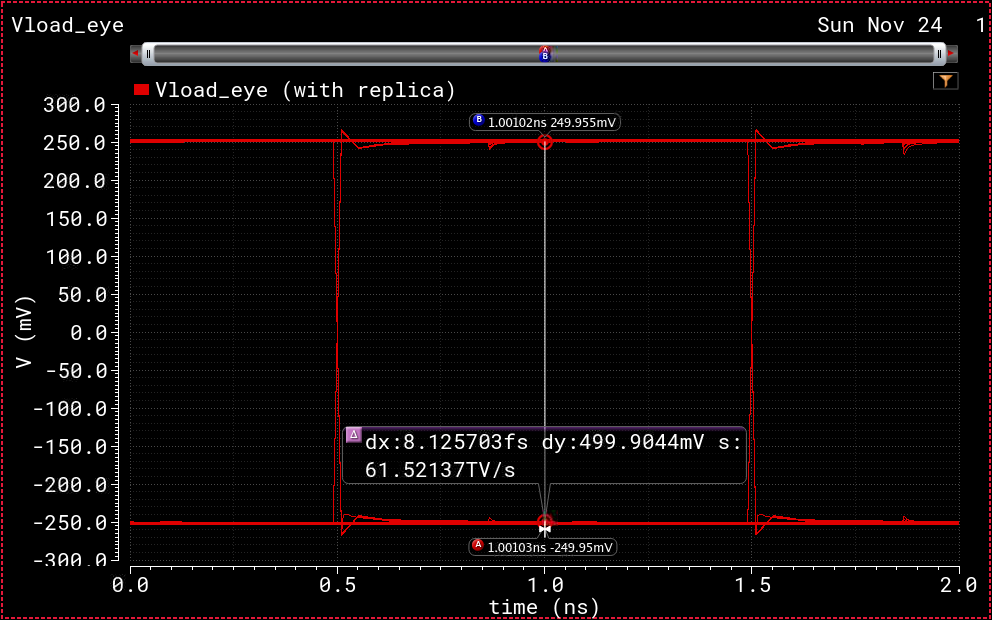 Vload_eye
Sun Nov 24 1
A
B
Vload_eye (with replica)
300.0
250.0
200.0
150.0
100.0
50.0
0.0
-50.0
-100.0
-150.0
-200.0
-250.0
-300.0
V (mV)
B 1.00102ns 249.955mV
Δ dx:8.125703fs dy:499.9044mV s:
61.52137TV/s
A 1.00103ns -249.95mV
0.0 0.5 1.0 1.5 2.0
time (ns)